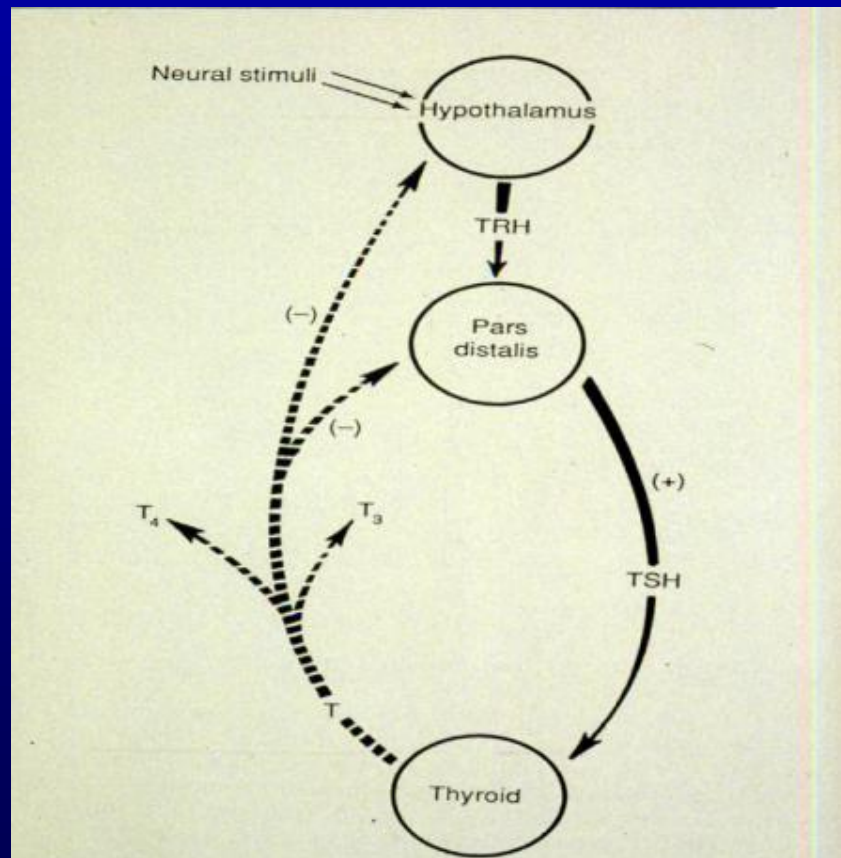 Neural stimuli
Hypothalamus
TRH
Pars
distalis
(−)
(−)
(+)
T₄
T₃
TSH
T
Thyroid